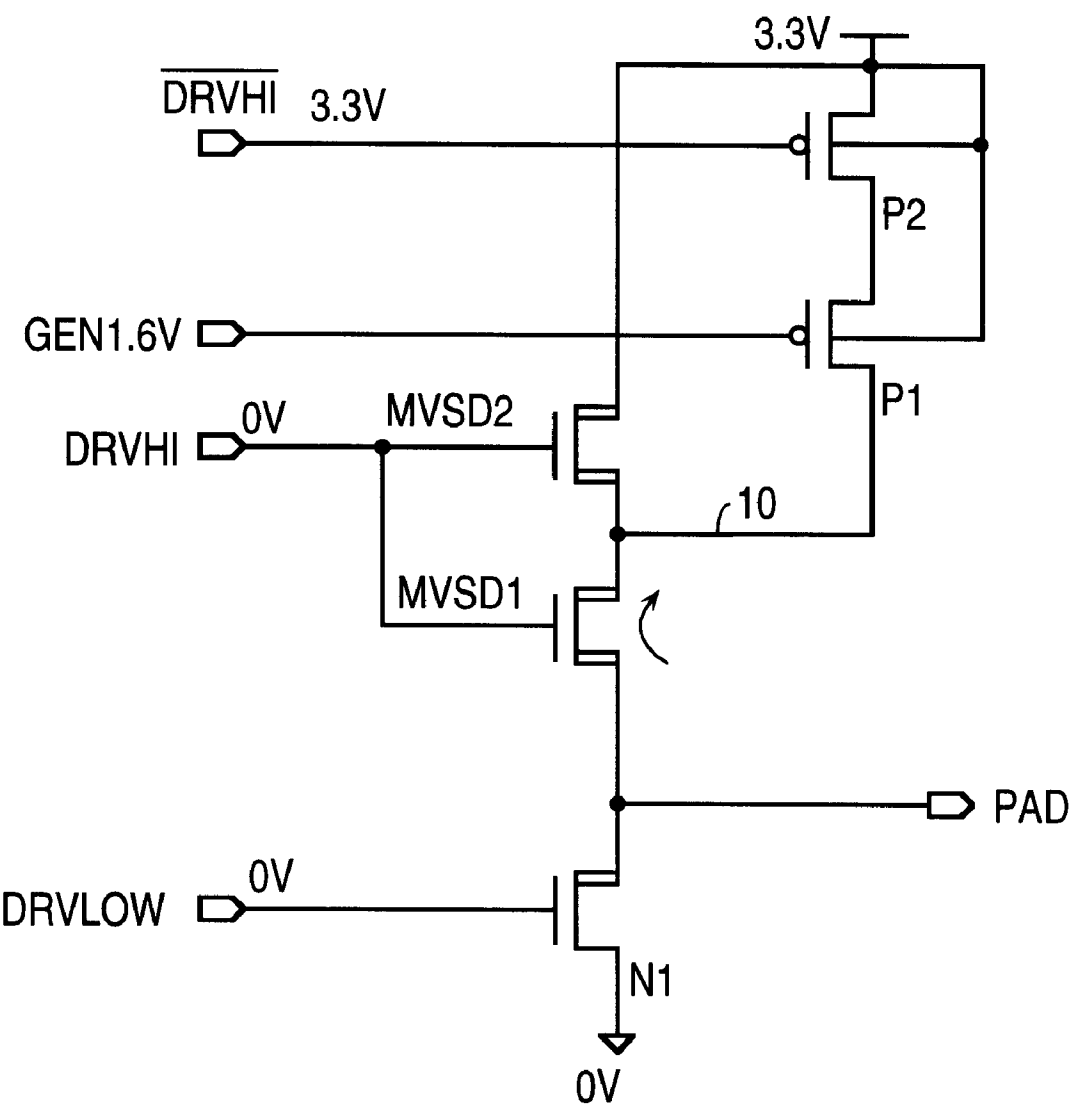 3.3V
DRVHI 3.3V
P2
GEN1.6V
P1
0V MVSD2
DRVHI
10
MVSD1
PAD
0V
DRVLOW
N1
0V